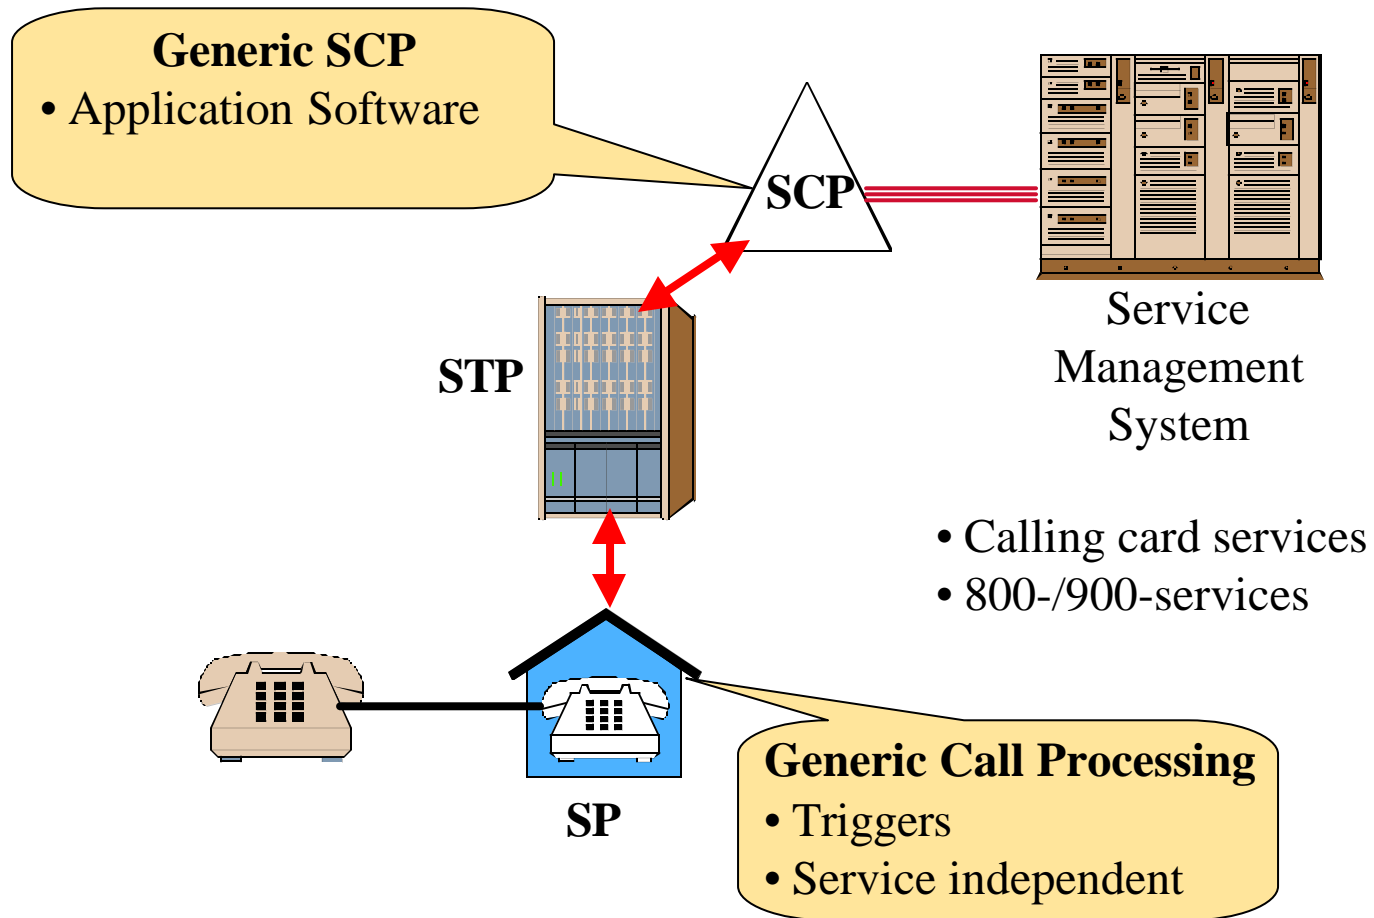 Generic SCP
• Application Software
SCP
STP
Service
Management
System
• Calling card services
• 800-/900-services
SP
Generic Call Processing
• Triggers
• Service independent